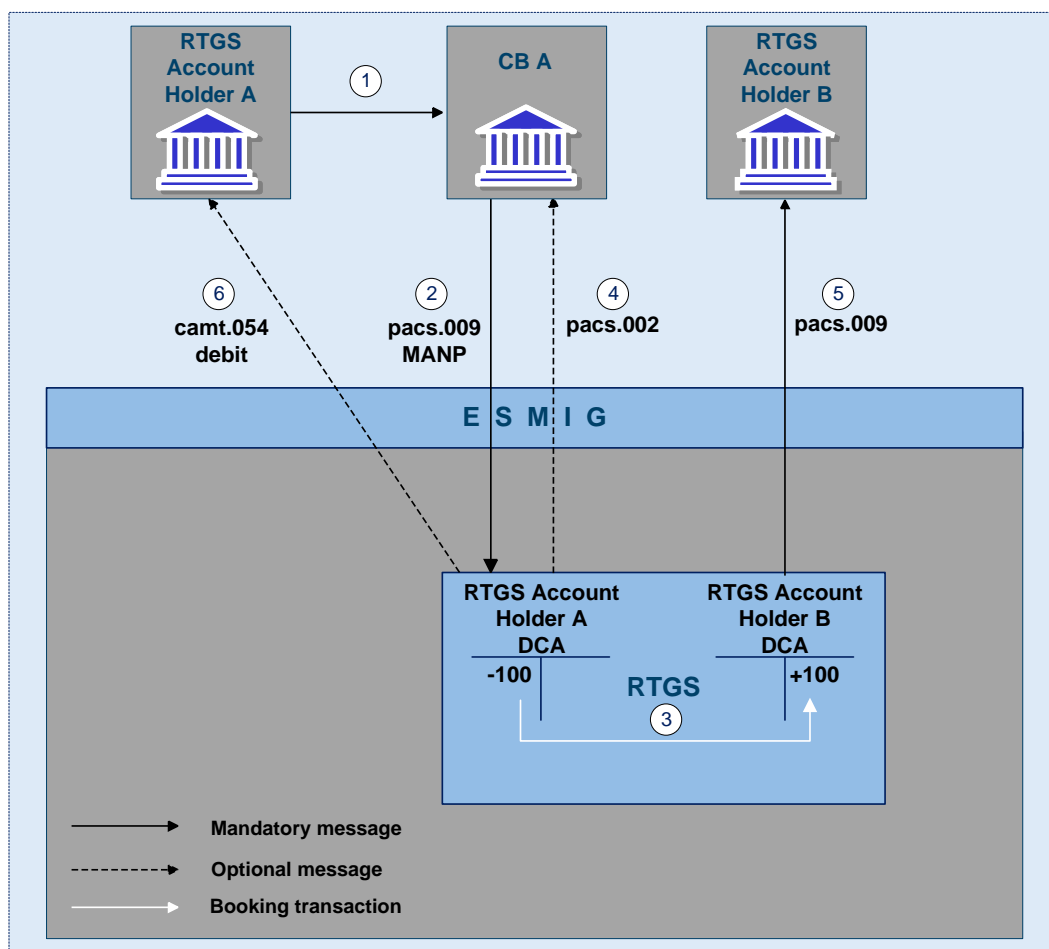 RTGS
Account
Holder A
CB A
RTGS
Account
Holder B
1
6
camt.054
debit
2
pacs.009
MANP
4
pacs.002
5
pacs.009
E S M I G
RTGS Account
Holder A
DCA
RTGS Account
Holder B
DCA
-100
+100
RTGS
3
Mandatory message
Optional message
Booking transaction